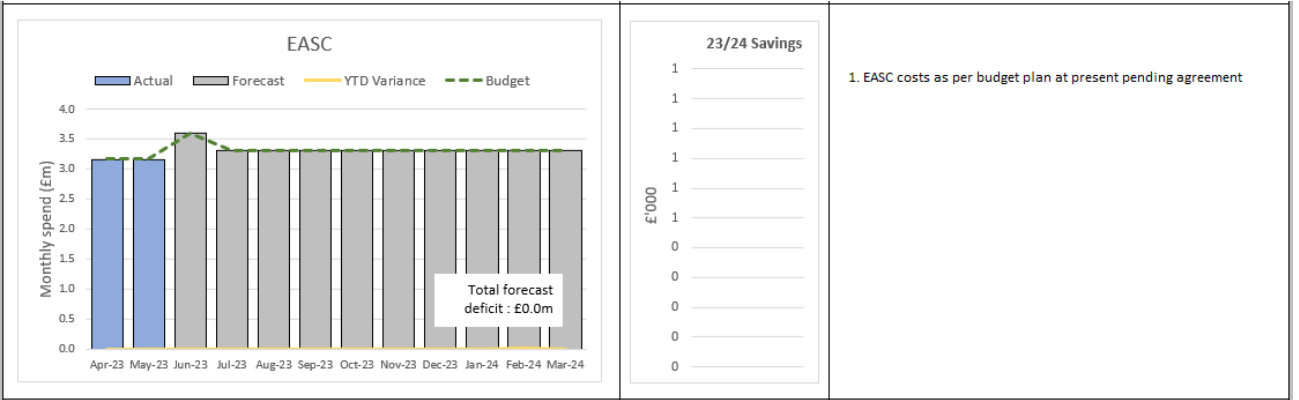 EASC
Actual Forecast YTD Variance Budget
Monthly spend (£m)
4.0
3.5
3.0
2.5
2.0
1.5
1.0
0.5
0.0
Apr-23 May-23 Jun-23 Jul-23 Aug-23 Sep-23 Oct-23 Nov-23 Dec-23 Jan-24 Feb-24 Mar-24
Total forecast
deficit : £0.0m
23/24 Savings
£'000
1
1
1
1
1
1
0
0
0
0
0
1. EASC costs as per budget plan at present pending agreement